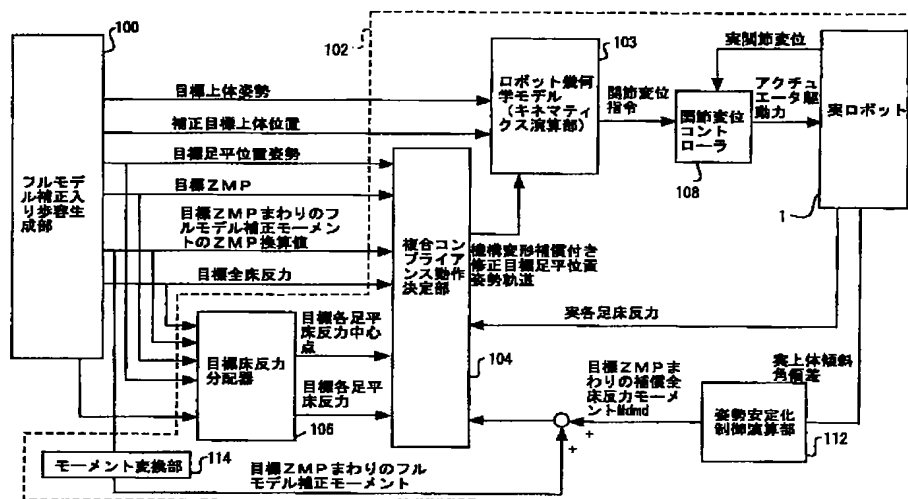 100
102
103
実関節変位
目標上体姿勢
ロボット幾何
学モデル
(キネマティ
クス演算部)
関節変位
指令
アクチュ
エータ駆
動力
実ロボット
補正目標上体位置
関節変位
コント
ローラ
108
1
目標足平位置姿勢
フルモデ
ル補正入
り歩容生
成部
目標ZMP
目標ZMPまわりのフ
ルモデル補正モーメ
ントのZMP換算値
複合コン
プライア
ンス動作
決定部
機構変形補償付き
修正目標足平位置
姿勢軌道
目標全床反力
実各足床反力
目標各足平
床反力中心
点
目標床反力
分配器
106
目標各足平
床反力
104
目標ZMPま
わりの補償全
床反力モーメ
ントMdmd
実上体傾斜
角偏差
姿勢安定化
制御演算部
112
+
+
モーメント変換部
114
目標ZMPまわりのフル
モデル補正モーメント